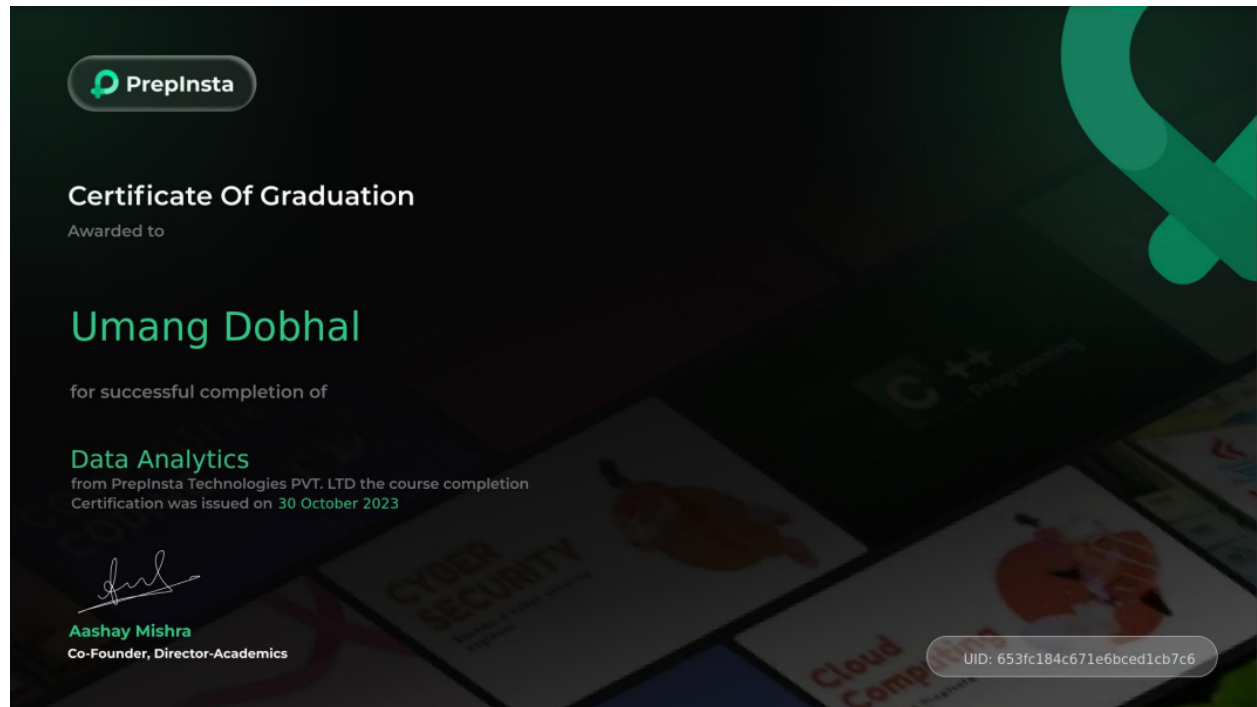 PrepInsta
Certificate Of Graduation
Awarded to
Umang Dobhal
for successful completion of
Data Analytics
from PrepInsta Technologies PVT. LTD the course completion
Certification was issued on 30 October 2023
Aashay Mishra
Co-Founder, Director-Academics
UID: 653fc184c671e6bced1cb7c6
C++
Programming
CYBER
SECURITY
Cloud
Computing